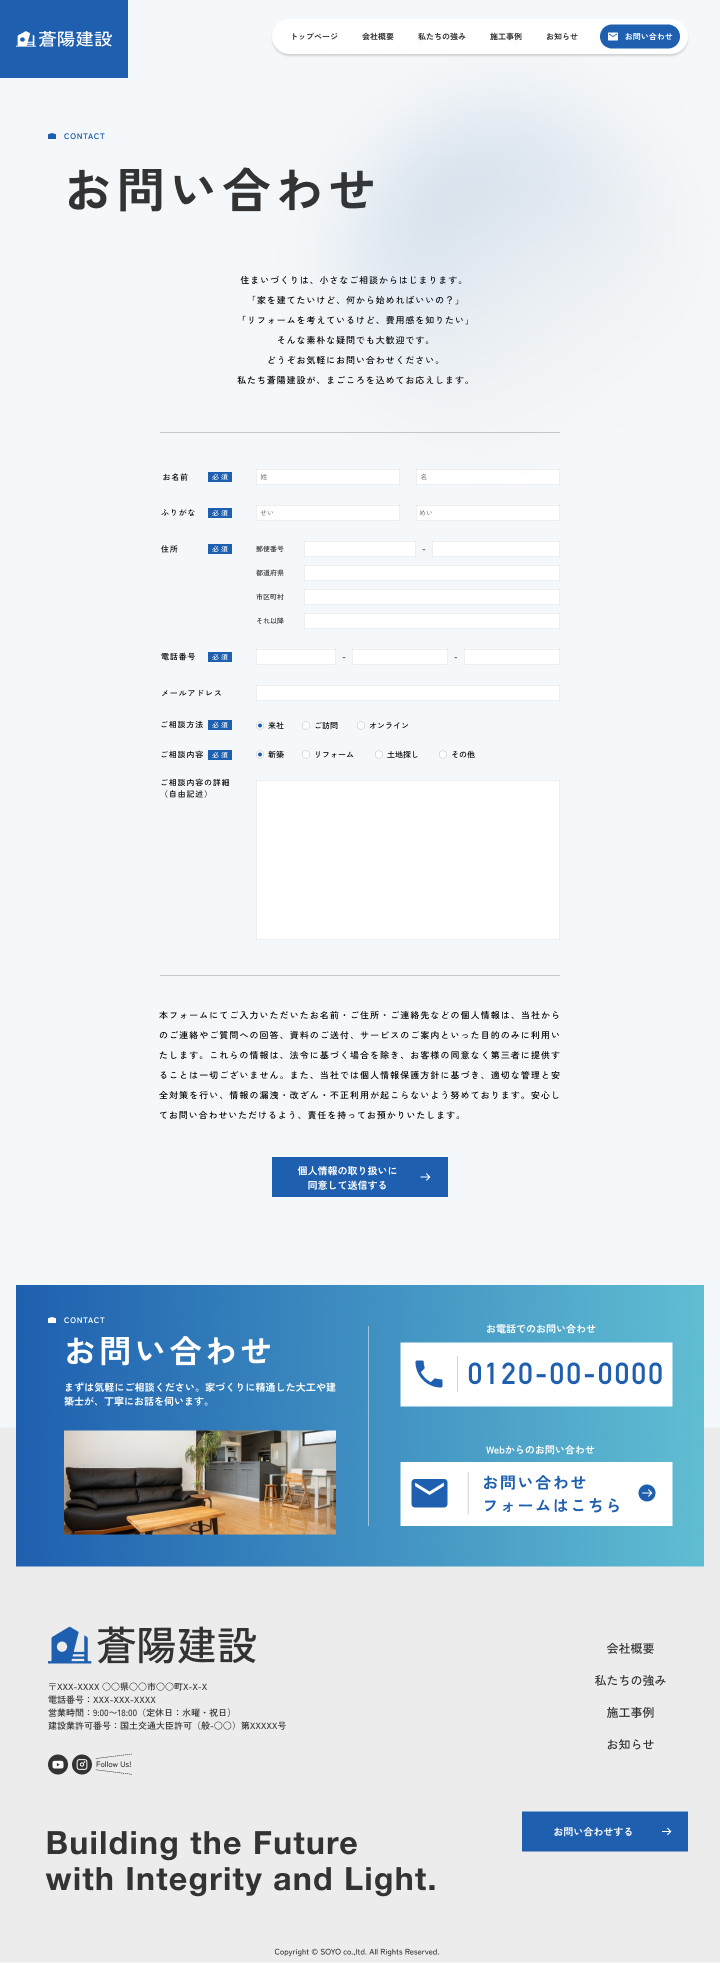 蒼陽建設
トップページ
会社概要
私たちの強み
施工事例
お知らせ
お問い合わせ
CONTACT
お問い合わせ
住まいづくりは、小さなご相談からはじまります。
「家を建てたいけど、何から始めればいいの？」
「リフォームを考えているけど、費用感を知りたい」
そんな素朴な疑問でも大歓迎です。
どうぞお気軽にお問い合わせください。
私たち蒼陽建設が、まごころを込めてお応えします。
お名前 必須 姓 名
ふりがな 必須 せい めい
住所 必須 郵便番号 -
都道府県
市区町村
それ以降
電話番号 必須 - -
メールアドレス
ご相談方法 必須 来社 ご訪問 オンライン
ご相談内容 必須 新築 リフォーム 土地探し その他
ご相談内容の詳細
（自由記述）
本フォームにてご入力いただいたお名前・ご住所・ご連絡先などの個人情報は、当社から
のご連絡やご質問への回答、資料のご送付、サービスのご案内といった目的のみに利用い
たします。これらの情報は、法令に基づく場合を除き、お客様の同意なく第三者に提供す
ることは一切ございません。また、当社では個人情報保護方針に基づき、適切な管理と安
全対策を行い、情報の漏洩・改ざん・不正利用が起こらないよう努めております。安心し
てお問い合わせいただけるよう、責任を持ってお預かりいたします。
個人情報の取り扱いに
同意して送信する
CONTACT
お問い合わせ
まずは気軽にご相談ください。家づくりに精通した大工や建
築士が、丁寧にお話を伺います。
お電話でのお問い合わせ
0120-00-0000
Webからのお問い合わせ
お問い合わせ
フォームはこちら
蒼陽建設
〒XXX-XXXX 〇〇県〇〇市〇〇町X-X-X
電話番号：XXX-XXX-XXXX
営業時間：9:00〜18:00（定休日：水曜・祝日）
建設業許可番号：国土交通大臣許可（般-〇〇）第XXXXX号
Follow Us!
会社概要
私たちの強み
施工事例
お知らせ
お問い合わせする
Building the Future
with Integrity and Light.
Copyright © SOYO co.,ltd. All Rights Reserved.